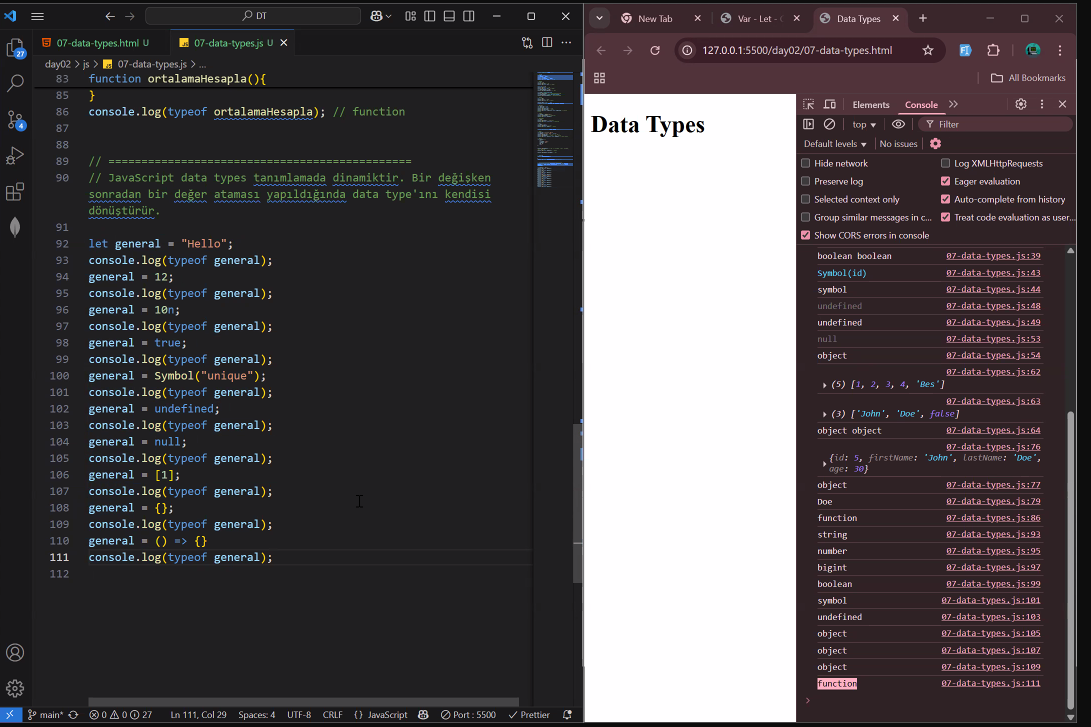 DT
07-data-types.html U
07-data-types.js U
day02 > js > 07-data-types.js > ...
83 function ortalamaHesapla(){
85 }
86 console.log(typeof ortalamaHesapla); // function
87
88
89 // ==============================================
90 // JavaScript data types tanımlamada dinamiktir. Bir değişken
sonradan bir değer ataması yapıldığında data type'ını kendisi
dönüştürür.
91
92 let general = "Hello";
93 console.log(typeof general);
94 general = 12;
95 console.log(typeof general);
96 general = 10n;
97 console.log(typeof general);
98 general = true;
99 console.log(typeof general);
100 general = Symbol("unique");
101 console.log(typeof general);
102 general = undefined;
103 console.log(typeof general);
104 general = null;
105 console.log(typeof general);
106 general = [1];
107 console.log(typeof general);
108 general = {};
109 console.log(typeof general);
110 general = () => {}
111 console.log(typeof general);
112
27
4
main* 0 0 27 Ln 111, Col 29 Spaces: 4 UTF-8 CRLF {} JavaScript Port : 5500 Prettier
New Tab
Var - Let - C
Data Types
127.0.0.1:5500/day02/07-data-types.html
All Bookmarks
Data Types
Elements Console
top Filter
Default levels No issues
Hide network Log XMLHttpRequests
Preserve log Eager evaluation
Selected context only Auto-complete from history
Group similar messages in c... Treat code evaluation as user...
Show CORS errors in console
boolean boolean 07-data-types.js:39
Symbol(id) 07-data-types.js:43
symbol 07-data-types.js:44
undefined 07-data-types.js:48
undefined 07-data-types.js:49
null 07-data-types.js:53
object 07-data-types.js:54
07-data-types.js:62
(5) [1, 2, 3, 4, 'Bes']
07-data-types.js:63
(3) ['John', 'Doe', false]
object object 07-data-types.js:64
07-data-types.js:76
{id: 5, firstName: 'John', lastName: 'Doe',
age: 30}
object 07-data-types.js:77
Doe 07-data-types.js:79
function 07-data-types.js:86
string 07-data-types.js:93
number 07-data-types.js:95
bigint 07-data-types.js:97
boolean 07-data-types.js:99
symbol 07-data-types.js:101
undefined 07-data-types.js:103
object 07-data-types.js:105
object 07-data-types.js:107
object 07-data-types.js:109
function 07-data-types.js:111